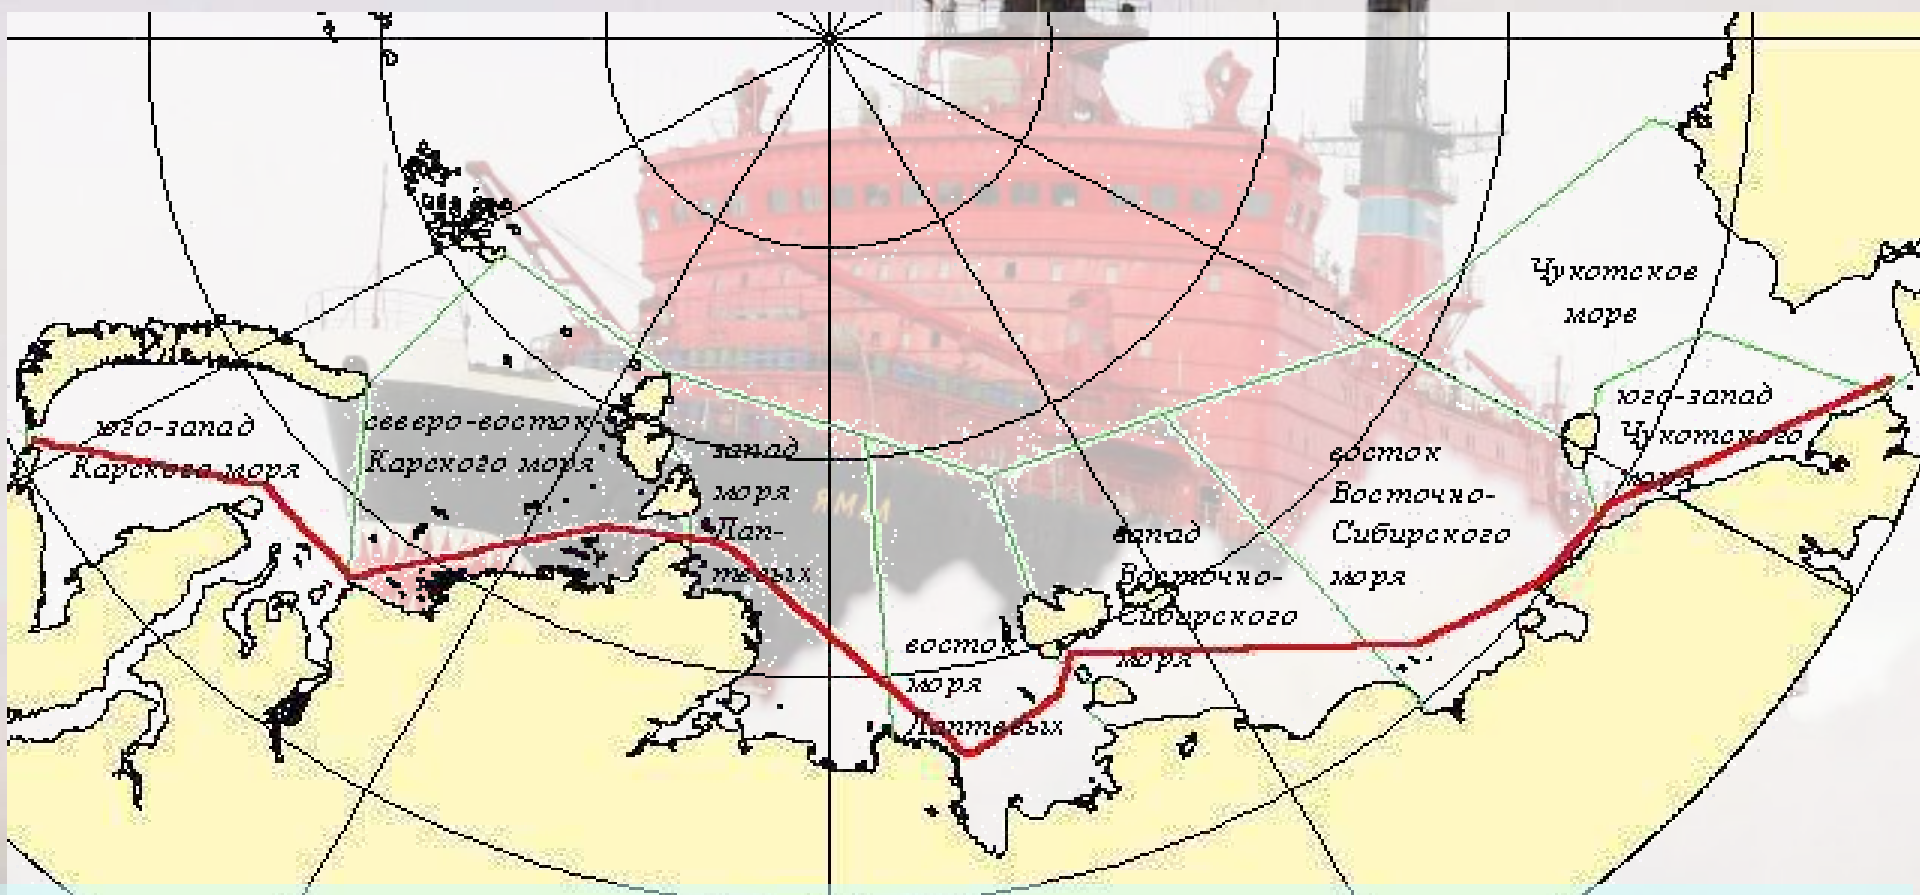 юго-запад
Карского моря
северо-восток
Карского моря
запад
моря
Лап-
тевых
ЯМАЛ
восток
моря
Лаптевых
запад
Восточно-
Сибирского
моря
восток
Восточно-
Сибирского
моря
Чукотское
море
юго-запад
Чукотского
моря